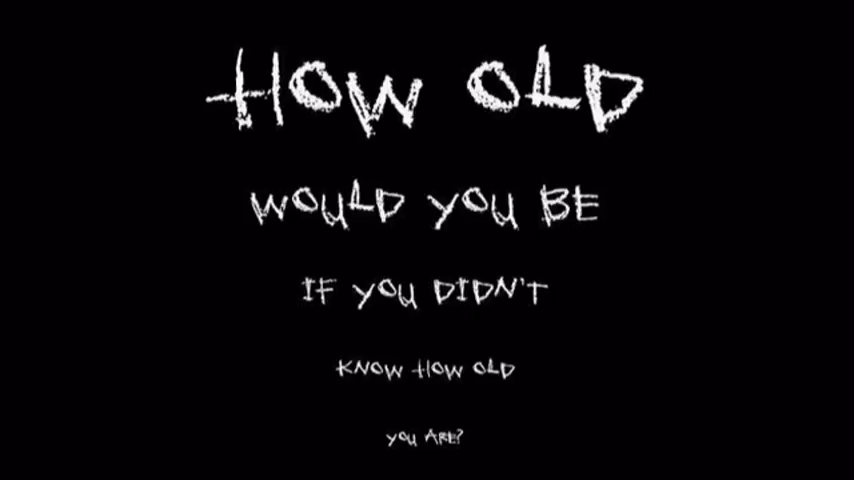 HOW OLD
WOULD YOU BE
IF YOU DIDN'T
KNOW HOW OLD
YOU ARE?